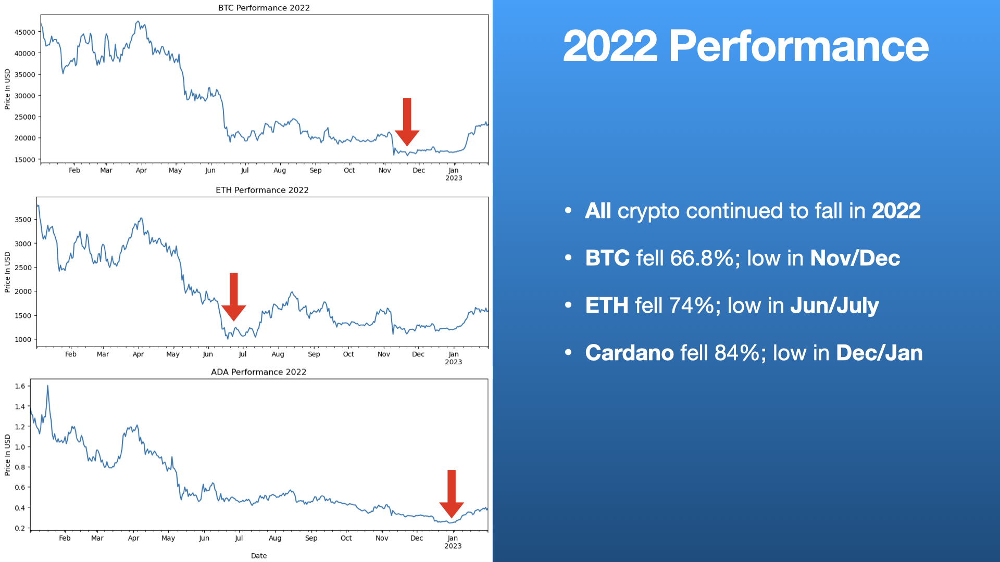 BTC Performance 2022
Price In USD
45000
40000
35000
30000
25000
20000
15000
Feb Mar Apr May Jun Jul Aug Sep Oct Nov Dec Jan
2023
ETH Performance 2022
Price In USD
3500
3000
2500
2000
1500
1000
Feb Mar Apr May Jun Jul Aug Sep Oct Nov Dec Jan
2023
ADA Performance 2022
Price In USD
1.6
1.4
1.2
1.0
0.8
0.6
0.4
0.2
Feb Mar Apr May Jun Jul Aug Sep Oct Nov Dec Jan
2023
Date
2022 Performance
• All crypto continued to fall in 2022
• BTC fell 66.8%; low in Nov/Dec
• ETH fell 74%; low in Jun/July
• Cardano fell 84%; low in Dec/Jan